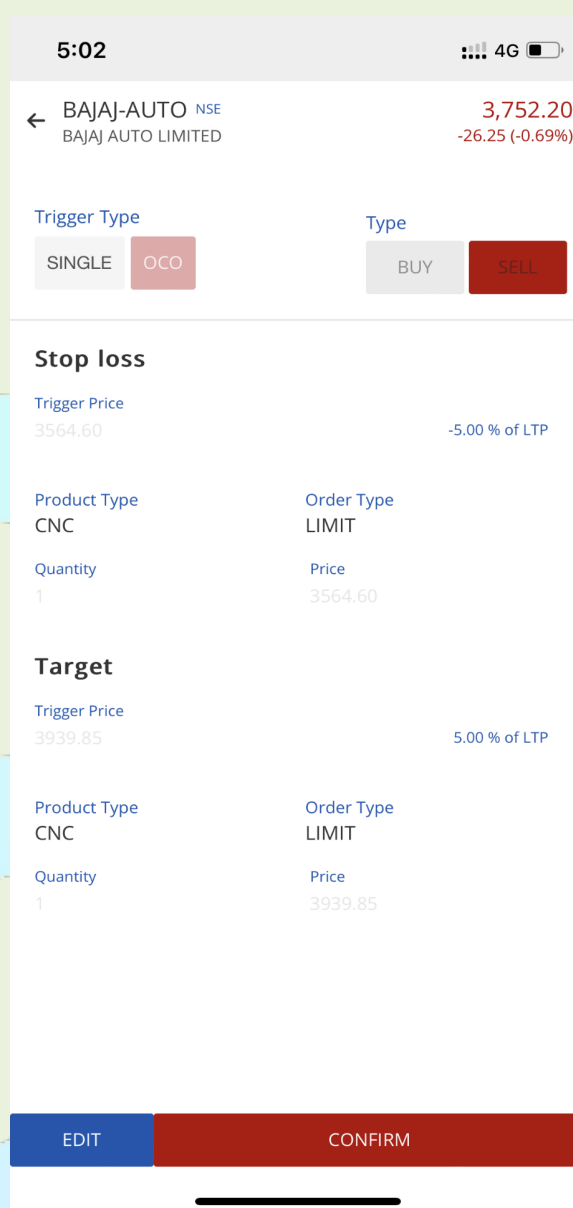 5:02 4G
BAJAJ-AUTO NSE 3,752.20
BAJAJ AUTO LIMITED -26.25 (-0.69%)
Trigger Type Type
SINGLE OCO BUY SELL
Stop loss
Trigger Price
3564.60 -5.00 % of LTP
Product Type Order Type
CNC LIMIT
Quantity Price
1 3564.60
Target
Trigger Price
3939.85 5.00 % of LTP
Product Type Order Type
CNC LIMIT
Quantity Price
1 3939.85
EDIT CONFIRM